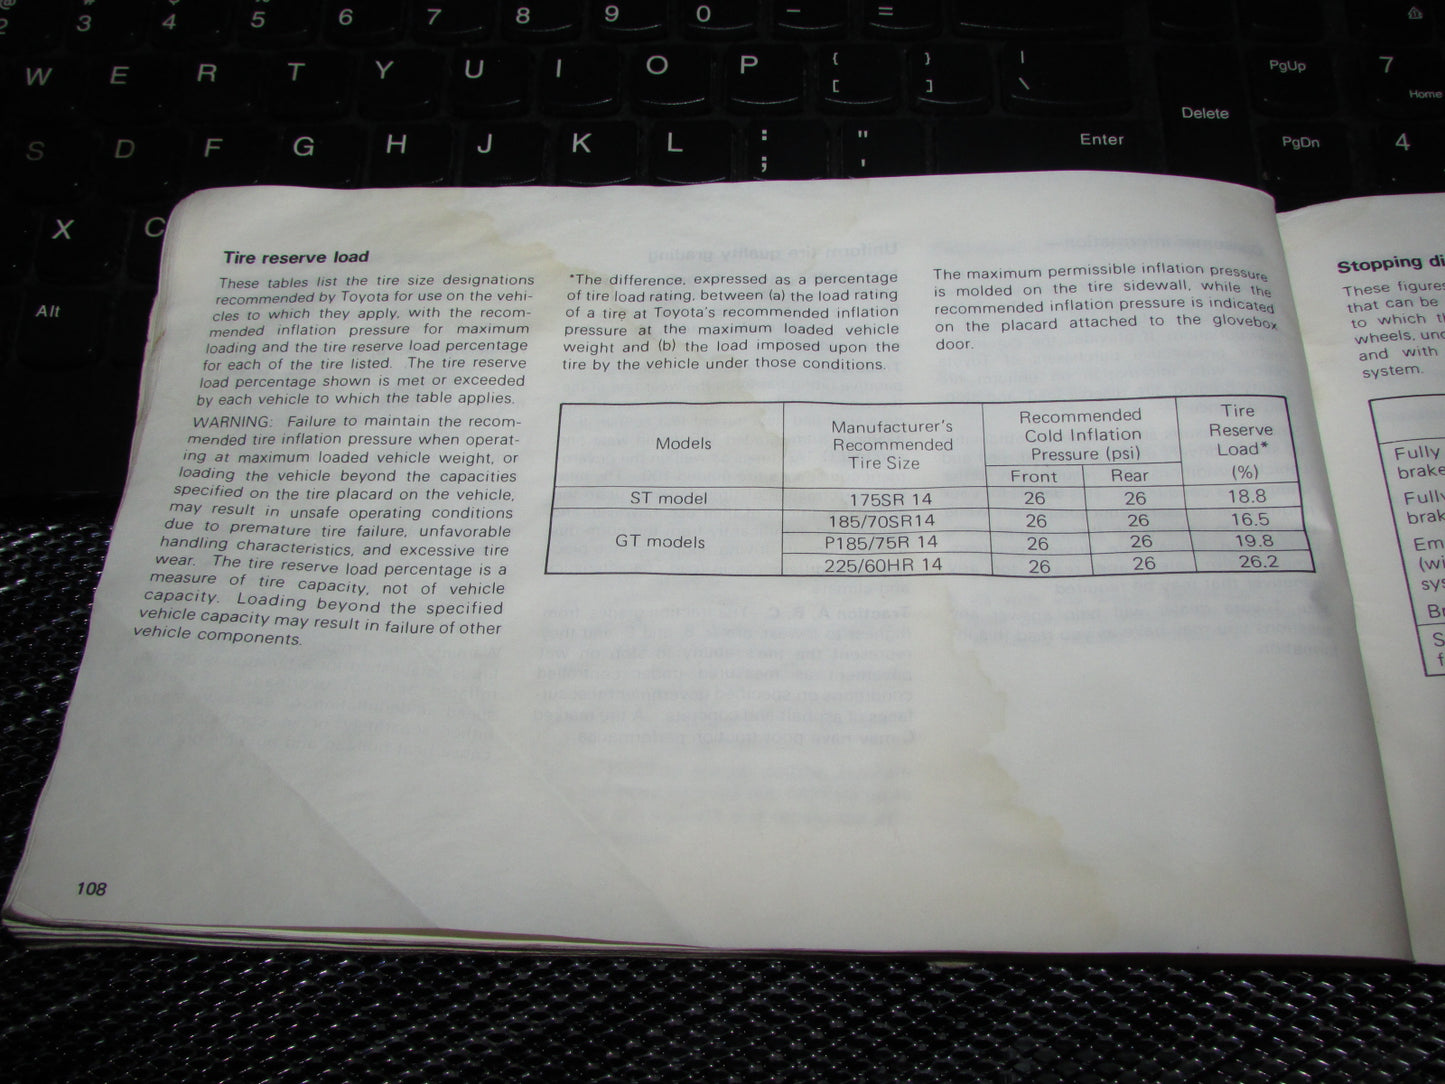 @
2 3 4 5 6 7 8 9 0 – =
W E R T Y U I O P { [ } ] | \ PgUp 7 Home
Delete
S D F G H J K L : ; " ' Enter PgDn 4
X C
Alt
Tire reserve load
These tables list the tire size designations
recommended by Toyota for use on the vehi-
cles to which they apply, with the recom-
mended inflation pressure for maximum
loading and the tire reserve load percentage
for each of the tire listed. The tire reserve
load percentage shown is met or exceeded
by each vehicle to which the table applies.
WARNING: Failure to maintain the recom-
mended tire inflation pressure when operat-
ing at maximum loaded vehicle weight, or
loading the vehicle beyond the capacities
specified on the tire placard on the vehicle,
may result in unsafe operating conditions
due to premature tire failure, unfavorable
handling characteristics, and excessive tire
wear. The tire reserve load percentage is a
measure of tire capacity, not of vehicle
capacity. Loading beyond the specified
vehicle capacity may result in failure of other
vehicle components.
*The difference, expressed as a percentage
of tire load rating, between (a) the load rating
of a tire at Toyota's recommended inflation
pressure at the maximum loaded vehicle
weight and (b) the load imposed upon the
tire by the vehicle under those conditions.
The maximum permissible inflation pressure
is molded on the tire sidewall, while the
recommended inflation pressure is indicated
on the placard attached to the glovebox
door.
Models
Manufacturer's
Recommended
Tire Size
Recommended
Cold Inflation
Pressure (psi)
Front Rear
Tire
Reserve
Load*
(%)
ST model 175SR 14 26 26 18.8
GT models
185/70SR14 26 26 16.5
P185/75R 14 26 26 19.8
225/60HR 14 26 26 26.2
108
Stopping di
These figures
that can be
to which th
wheels, und
and with
system.
Fully
brake
Fully
brak
Em
(wi
sys
Br
S
f